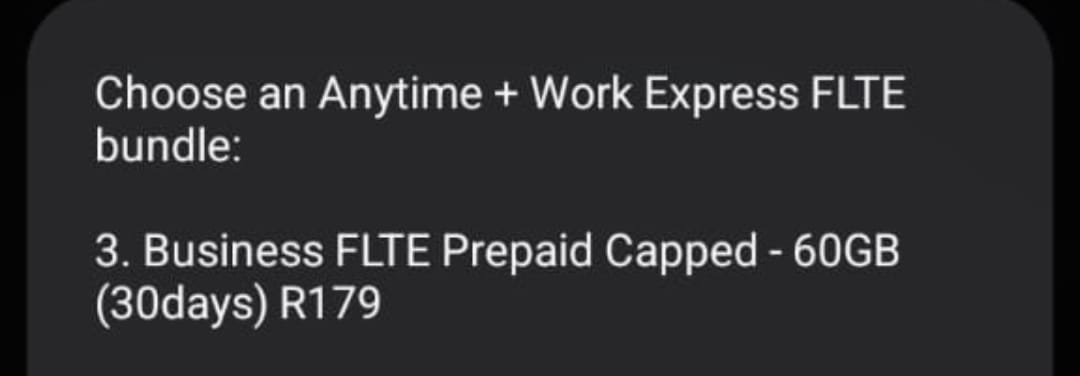 Choose an Anytime + Work Express FLTE
bundle:
3. Business FLTE Prepaid Capped - 60GB
(30days) R179